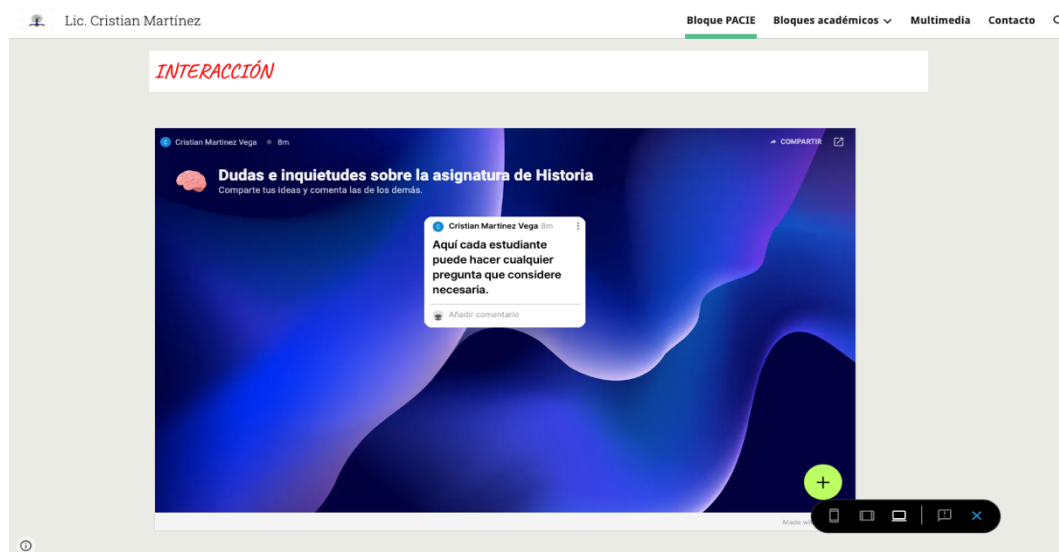 Lic. Cristian Martínez
Bloque PACIE Bloques académicos Multimedia Contacto
INTERACCIÓN
Cristian Martinez Vega 8m
COMPARTIR
Dudas e inquietudes sobre la asignatura de Historia
Comparte tus ideas y comenta las de los demás.
C Cristian Martinez Vega 8m
Aquí cada estudiante
puede hacer cualquier
pregunta que considere
necesaria.
Añadir comentario
Made